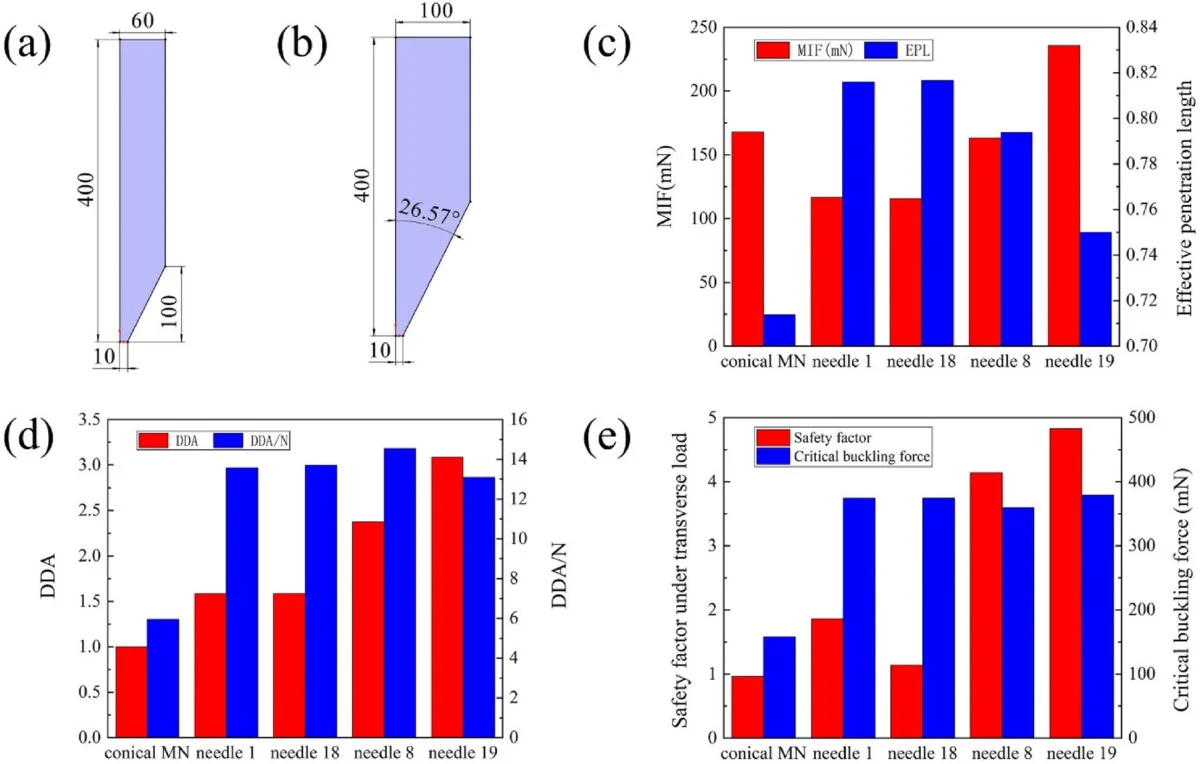 (a)
60
400
100
10
(b)
100
400
26.57°
10
(c)
MIF(mN) EPL
MIF(mN)
250
200
150
100
50
0
Effective penetration length
0.84
0.82
0.80
0.78
0.76
0.74
0.72
0.70
conical MN needle 1 needle 18 needle 8 needle 19
(d)
DDA DDA/N
DDA
3.5
3.0
2.5
2.0
1.5
1.0
0.5
0.0
DDA/N
16
14
12
10
8
6
4
2
0
conical MN needle 1 needle 18 needle 8 needle 19
(e)
Safety factor
Critical buckling force
Safety factor under transverse load
5
4
3
2
1
0
Critical buckling force (mN)
500
400
300
200
100
0
conical MN needle 1 needle 18 needle 8 needle 19